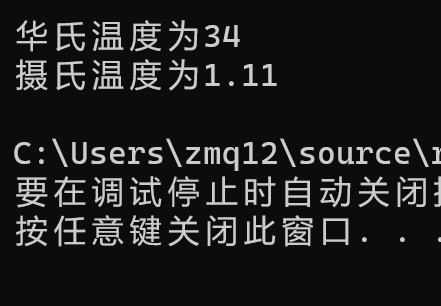 华氏温度为34
摄氏温度为1.11
C:\Users\zmq12\source\
要在调试停止时自动关闭
按任意键关闭此窗口. . .